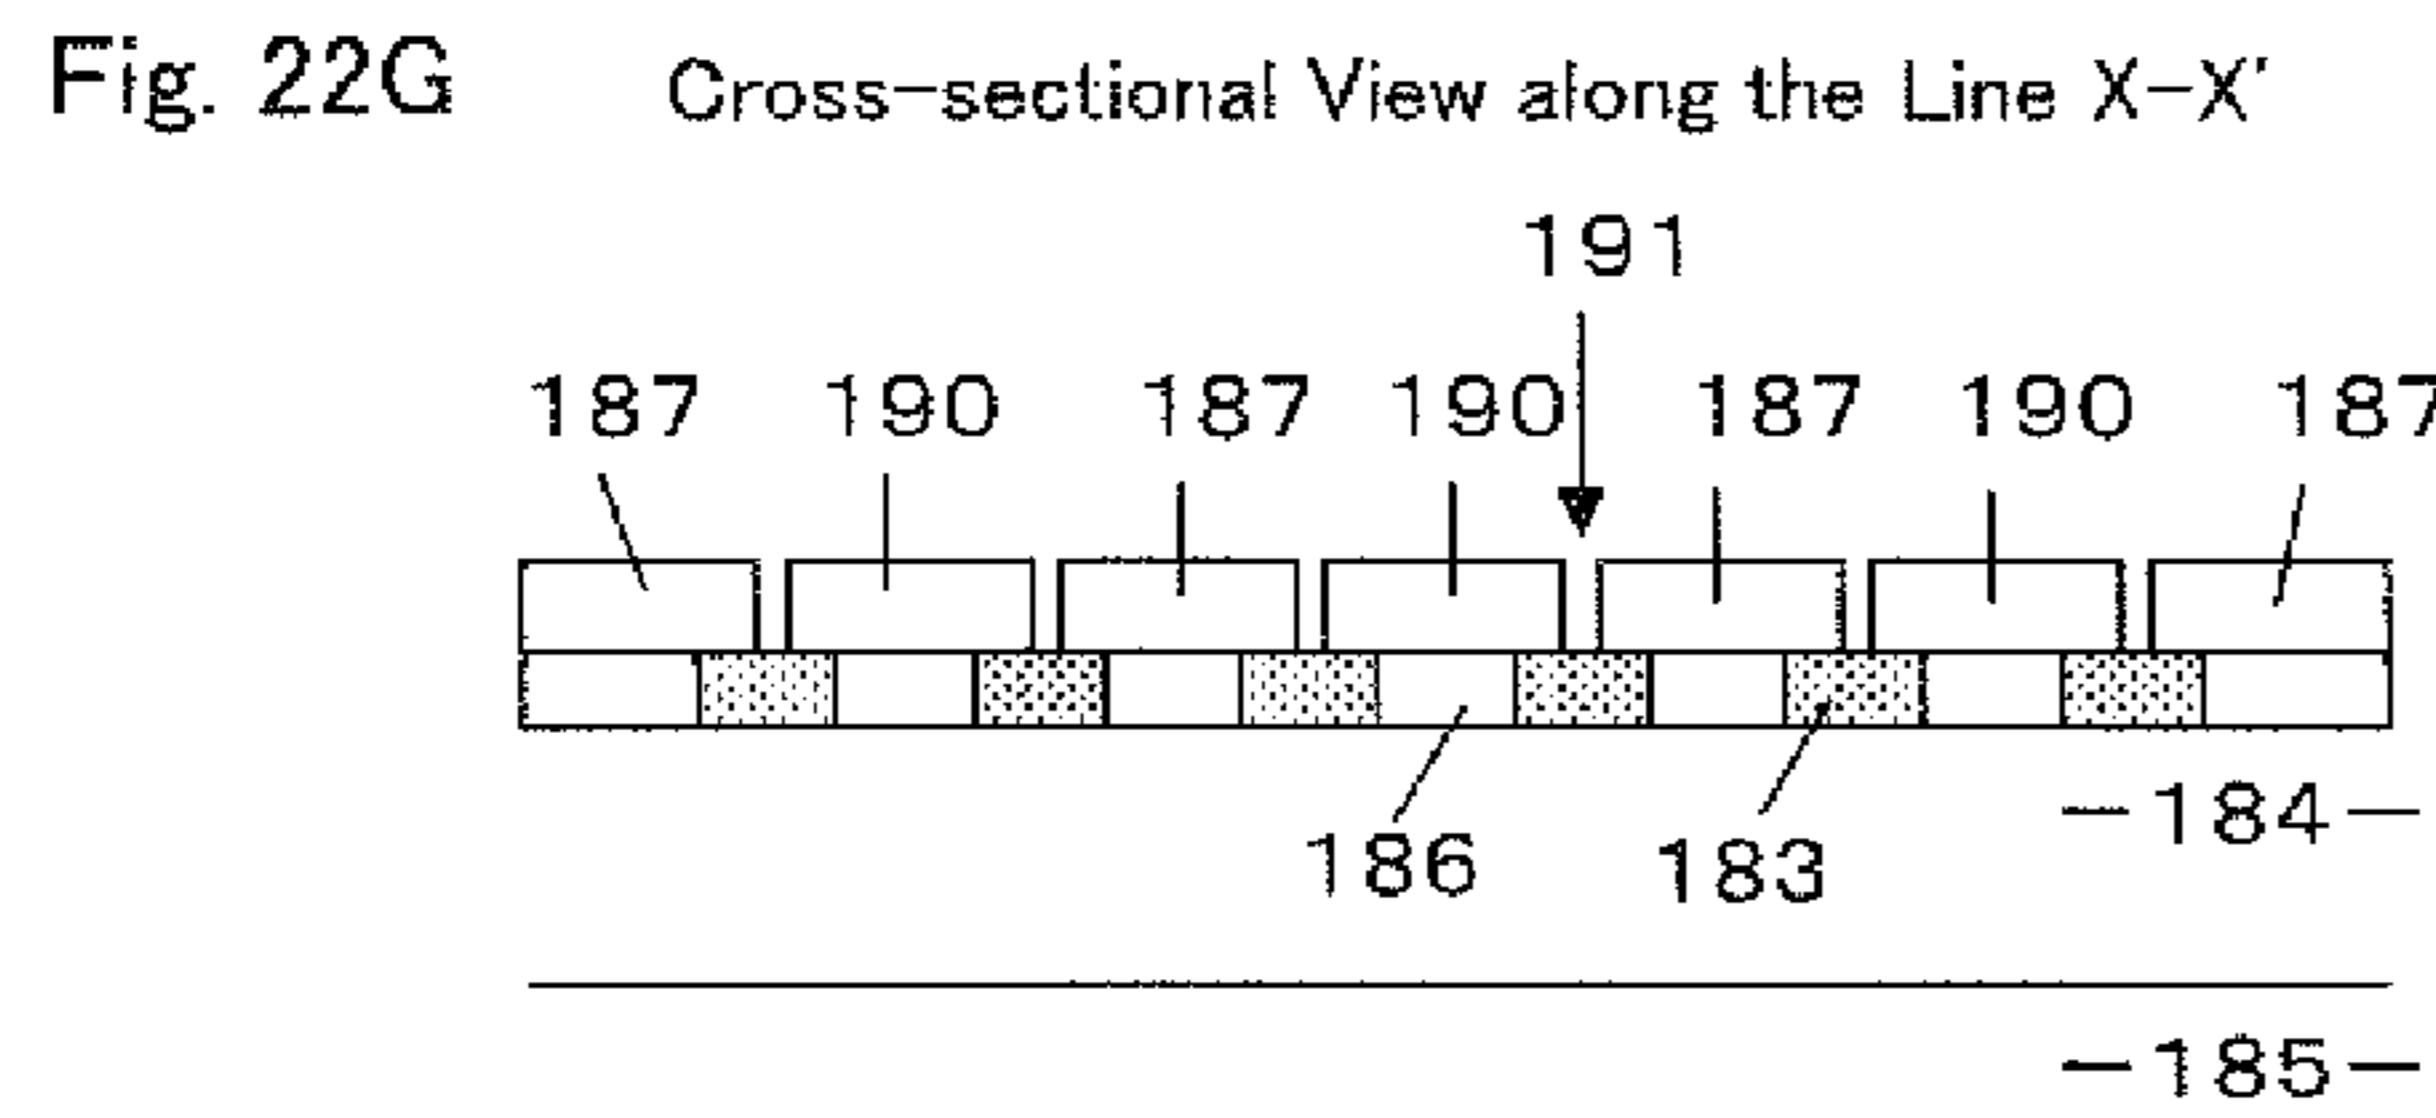 Fig. 22G Cross-sectional View along the Line X-X'
191
187 190 187 190 187 190 187
-184-
186 183
-185-